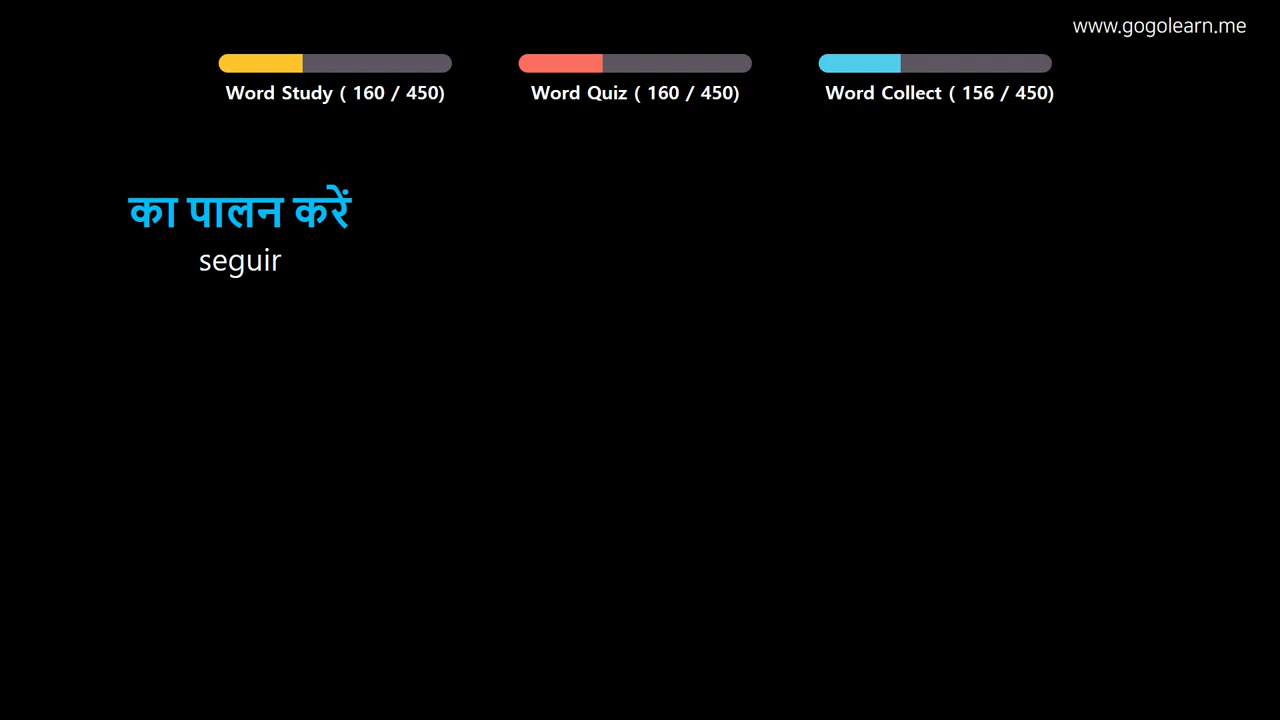 www.gogolearn.me
Word Study ( 160 / 450)
Word Quiz ( 160 / 450)
Word Collect ( 156 / 450)
का पालन करें
seguir